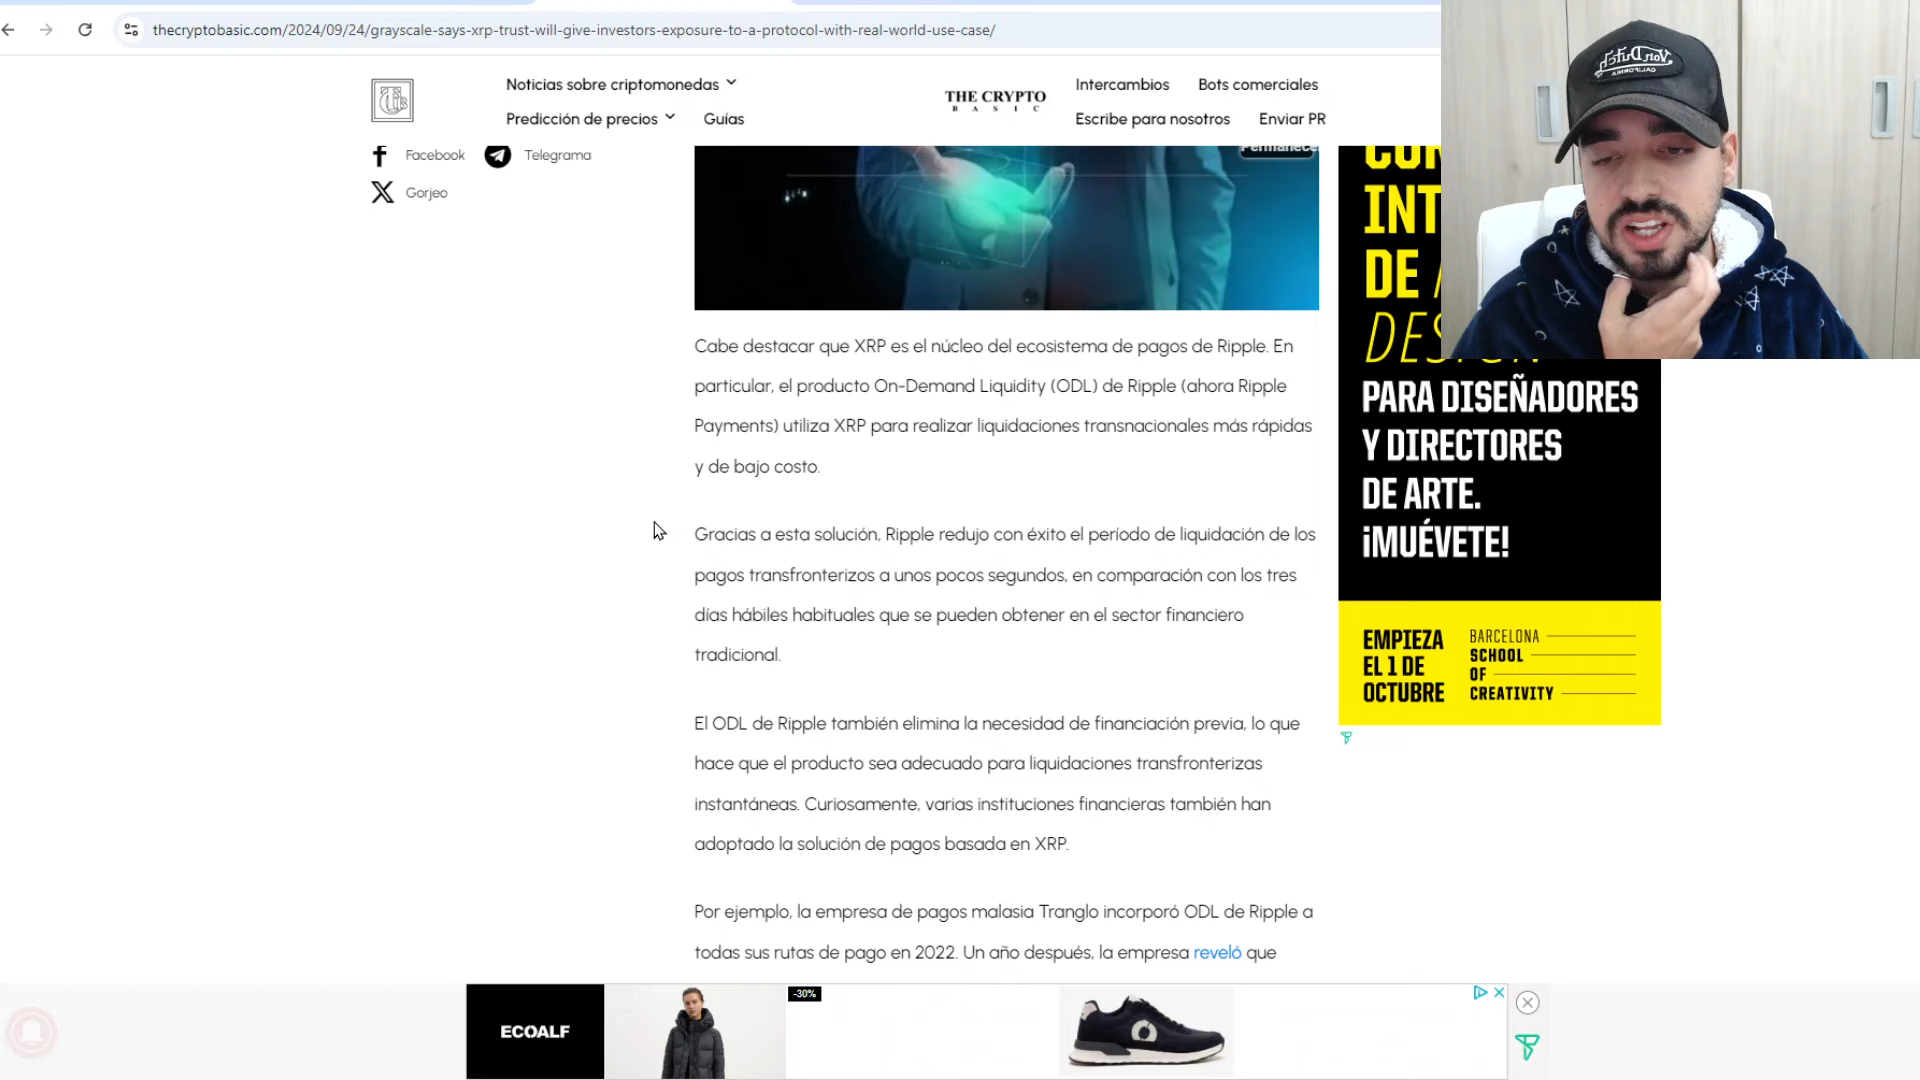 thecryptobasic.com/2024/09/24/grayscale-says-xrp-trust-will-give-investors-exposure-to-a-protocol-with-real-world-use-case/
Noticias sobre criptomonedas
Predicción de precios
Guías
THE CRYPTO
BASIC
Intercambios
Bots comerciales
Escribe para nosotros
Enviar PR
Facebook
Telegrama
Gorjeo
Von Dutch
CALIFORNIA
Cabe destacar que XRP es el núcleo del ecosistema de pagos de Ripple. En
particular, el producto On-Demand Liquidity (ODL) de Ripple (ahora Ripple
Payments) utiliza XRP para realizar liquidaciones transnacionales más rápidas
y de bajo costo.
Gracias a esta solución, Ripple redujo con éxito el período de liquidación de los
pagos transfronterizos a unos pocos segundos, en comparación con los tres
días hábiles habituales que se pueden obtener en el sector financiero
tradicional.
El ODL de Ripple también elimina la necesidad de financiación previa, lo que
hace que el producto sea adecuado para liquidaciones transfronterizas
instantáneas. Curiosamente, varias instituciones financieras también han
adoptado la solución de pagos basada en XRP.
Por ejemplo, la empresa de pagos malasia Tranglo incorporó ODL de Ripple a
todas sus rutas de pago en 2022. Un año después, la empresa reveló que
DE
PARA DISEÑADORES
Y DIRECTORES
DE ARTE.
¡MUÉVETE!
EMPIEZA
EL 1 DE
OCTUBRE
BARCELONA
SCHOOL
OF
CREATIVITY
ECOALF
-30%